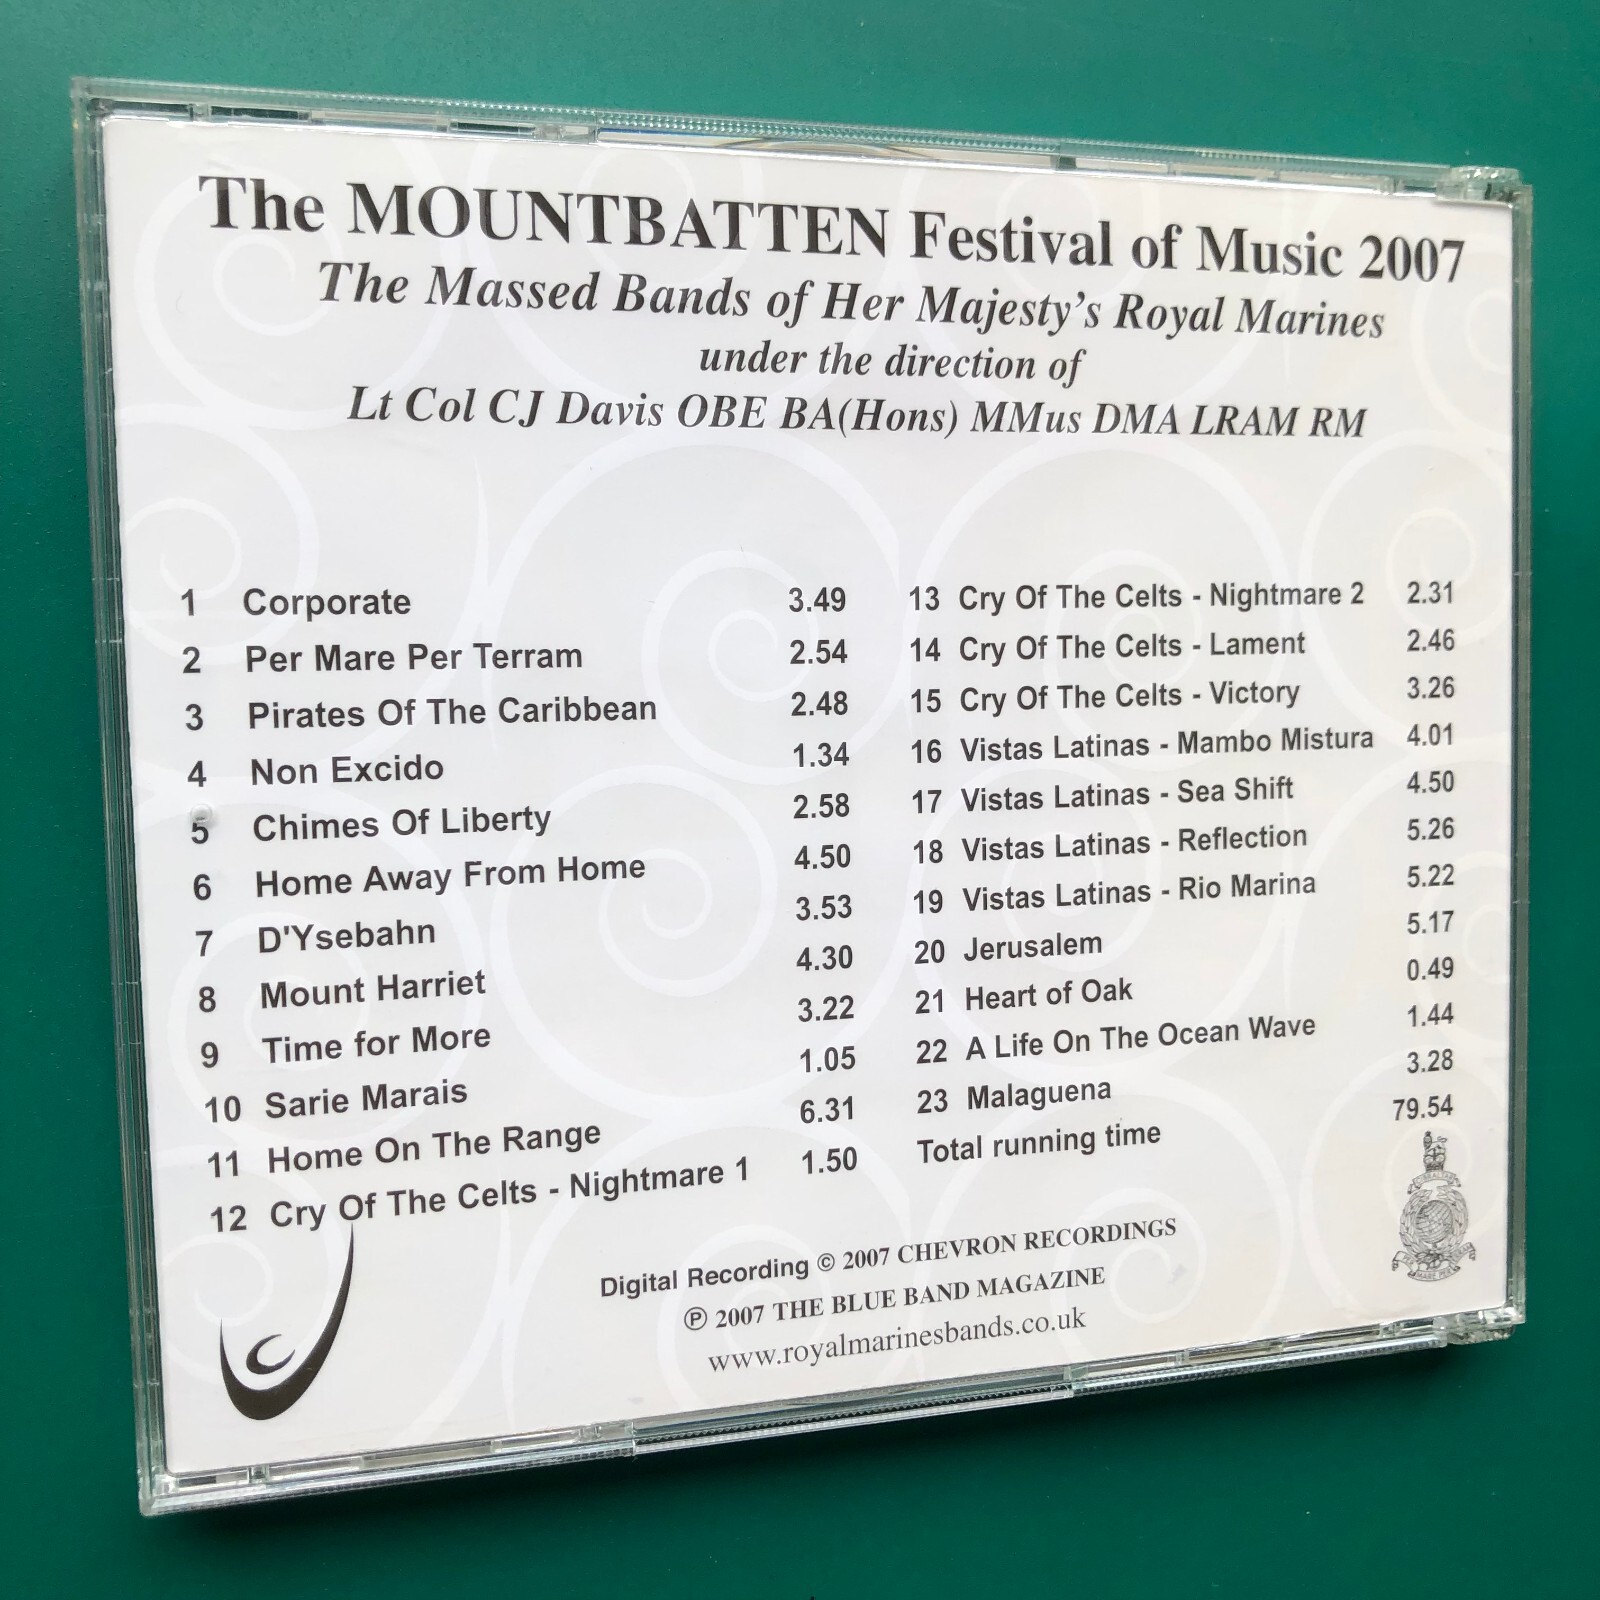 The MOUNTBATTEN Festival of Music 2007
The Massed Bands of Her Majesty's Royal Marines
under the direction of
Lt Col CJ Davis OBE BA(Hons) MMus DMA LRAM RM
1 Corporate 3.49
2 Per Mare Per Terram 2.54
3 Pirates Of The Caribbean 2.48
4 Non Excido 1.34
5 Chimes Of Liberty 2.58
6 Home Away From Home 4.50
7 D'Ysebahn 3.53
8 Mount Harriet 4.30
9 Time for More 3.22
10 Sarie Marais 1.05
11 Home On The Range 6.31
12 Cry Of The Celts - Nightmare 1 1.50
13 Cry Of The Celts - Nightmare 2 2.31
14 Cry Of The Celts - Lament 2.46
15 Cry Of The Celts - Victory 3.26
16 Vistas Latinas - Mambo Mistura 4.01
17 Vistas Latinas - Sea Shift 4.50
18 Vistas Latinas - Reflection 5.26
19 Vistas Latinas - Rio Marina 5.22
20 Jerusalem 5.17
21 Heart of Oak 0.49
22 A Life On The Ocean Wave 1.44
23 Malaguena 3.28
Total running time 79.54
Digital Recording © 2007 CHEVRON RECORDINGS
℗ 2007 THE BLUE BAND MAGAZINE
www.royalmarinesbands.co.uk